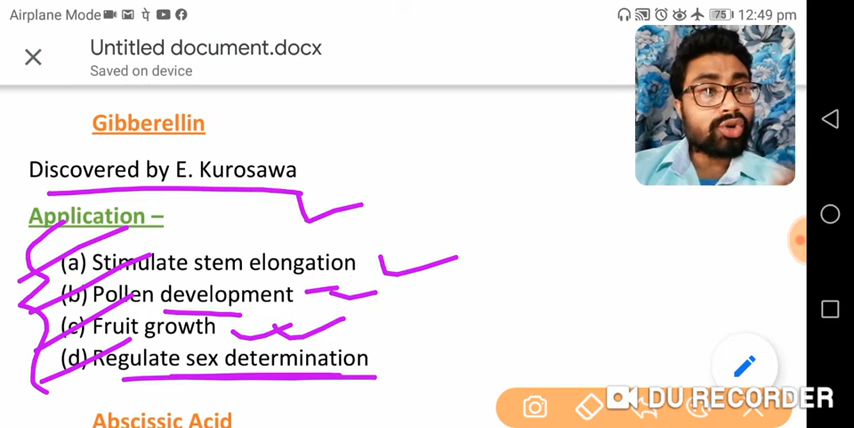 Airplane Mode
75
12:49 pm
Untitled document.docx
Saved on device
Gibberellin
Discovered by E. Kurosawa
Application –
(a) Stimulate stem elongation
(b) Pollen development
(c) Fruit growth
(d) Regulate sex determination
Abscissic Acid
DU RECORDER